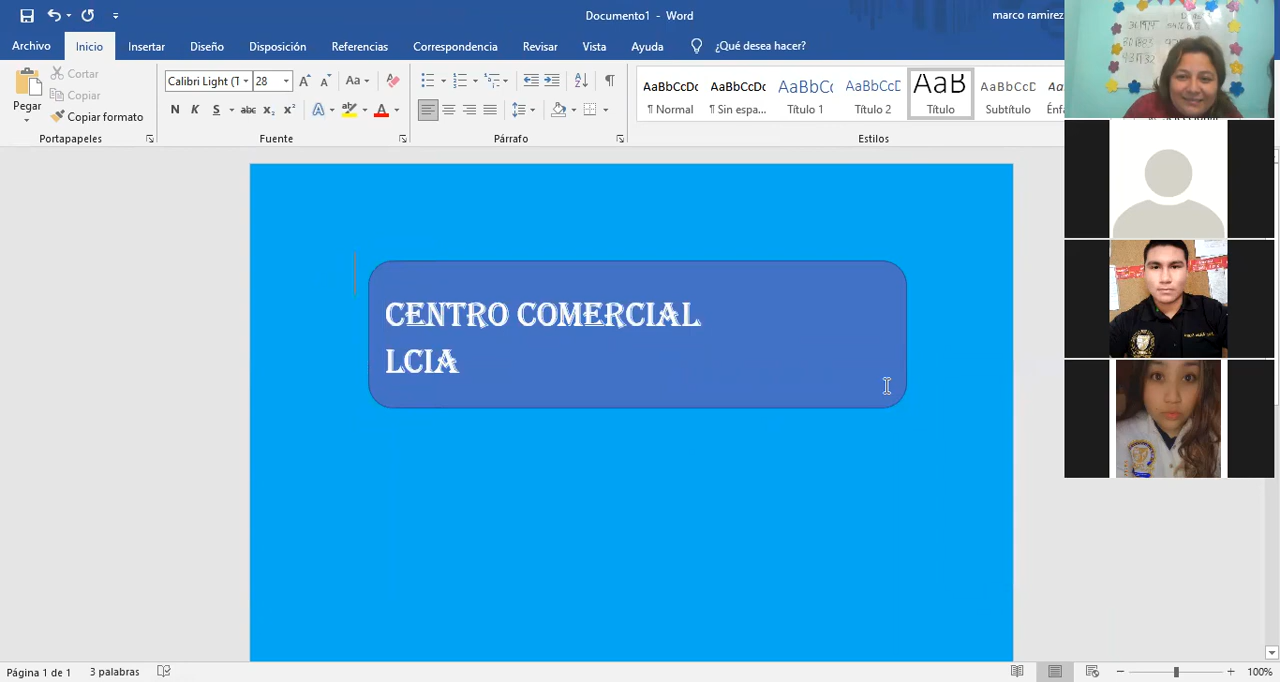 Documento1 - Word
marco ramirez
Archivo Inicio Insertar Diseño Disposición Referencias Correspondencia Revisar Vista Ayuda ¿Qué desea hacer?
Pegar
Cortar
Copiar
Copiar formato
Portapapeles
Calibri Light (T 28
Aa
N K S abc x₂ x²
A A
Fuente
Párrafo
AaBbCcDc
¶ Normal
AaBbCcDc
¶ Sin espa...
AaBbCc
Título 1
AaBbCcD
Título 2
AaB
Título
AaBbCcD
Subtítulo
Estilos
CENTRO COMERCIAL
LCIA
Página 1 de 1 3 palabras
100%